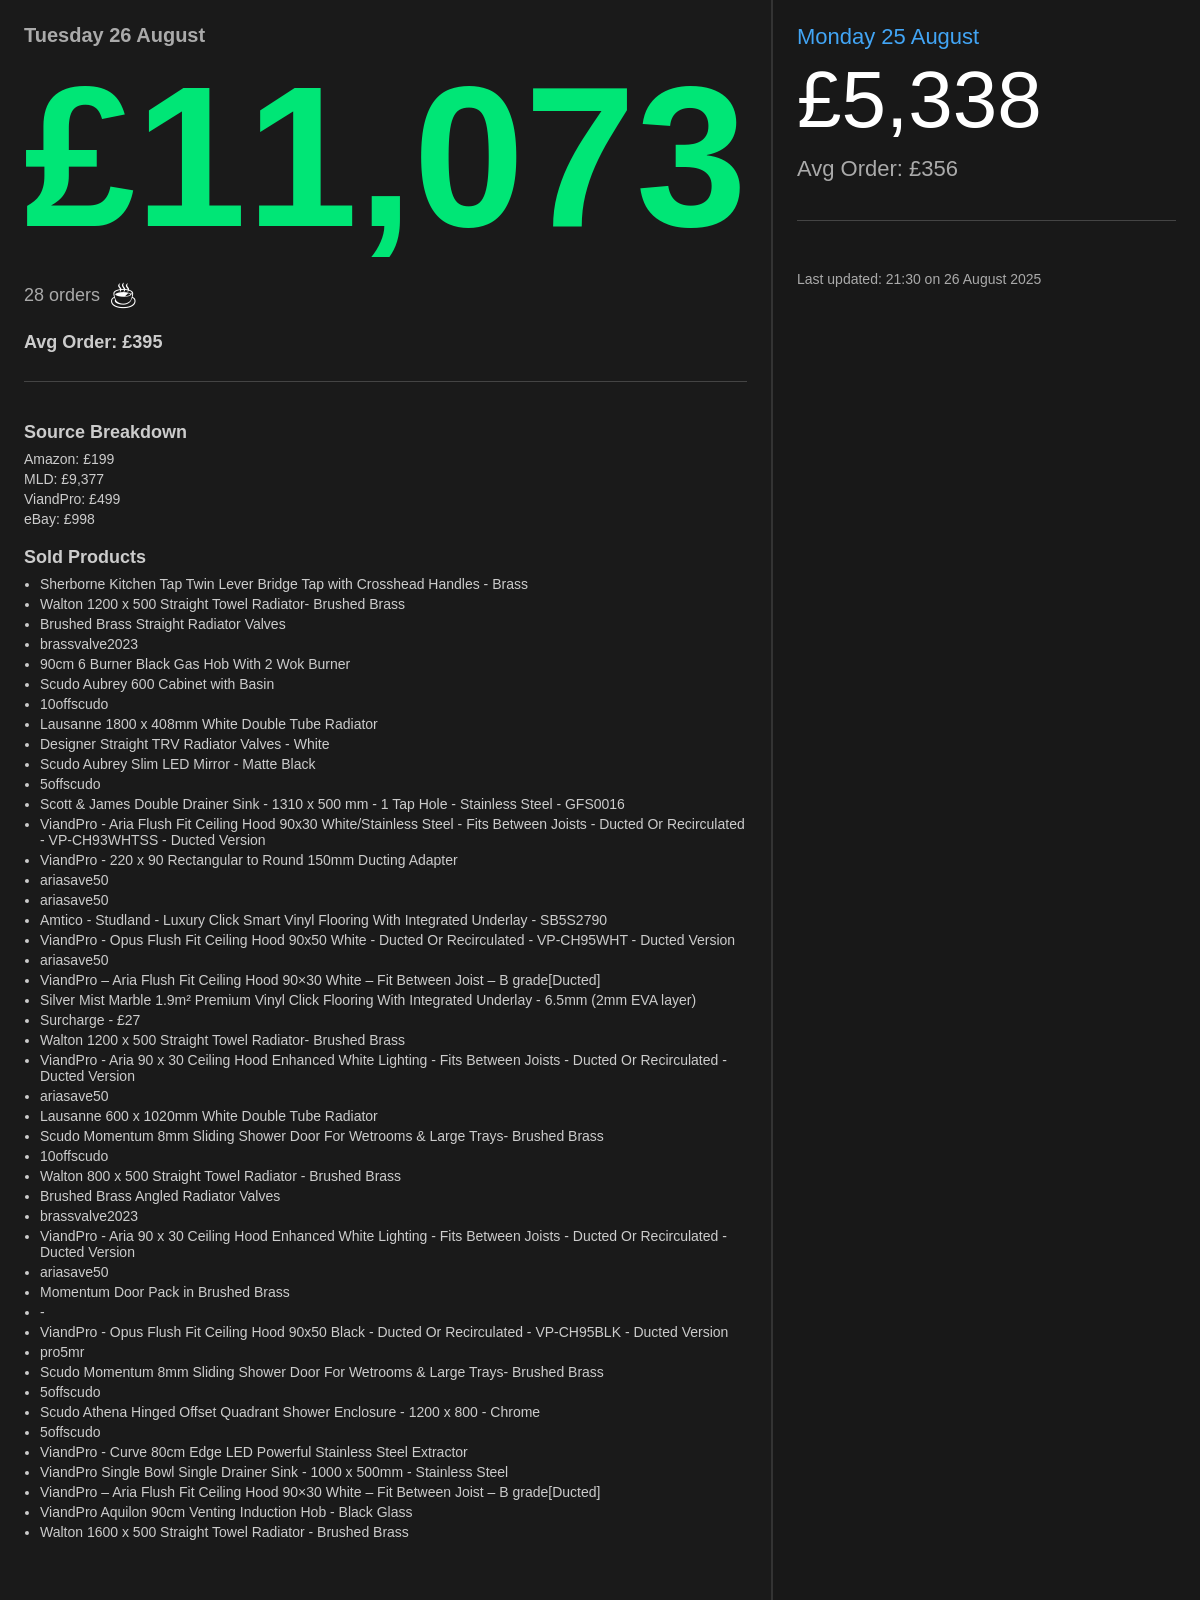 Tuesday 26 August
£11,073
28 orders ☕
Avg Order: £395
Source Breakdown
Amazon: £199
MLD: £9,377
ViandPro: £499
eBay: £998
Sold Products
• Sherborne Kitchen Tap Twin Lever Bridge Tap with Crosshead Handles - Brass
• Walton 1200 x 500 Straight Towel Radiator- Brushed Brass
• Brushed Brass Straight Radiator Valves
• brassvalve2023
• 90cm 6 Burner Black Gas Hob With 2 Wok Burner
• Scudo Aubrey 600 Cabinet with Basin
• 10offscudo
• Lausanne 1800 x 408mm White Double Tube Radiator
• Designer Straight TRV Radiator Valves - White
• Scudo Aubrey Slim LED Mirror - Matte Black
• 5offscudo
• Scott & James Double Drainer Sink - 1310 x 500 mm - 1 Tap Hole - Stainless Steel - GFS0016
• ViandPro - Aria Flush Fit Ceiling Hood 90x30 White/Stainless Steel - Fits Between Joists - Ducted Or Recirculated
- VP-CH93WHTSS - Ducted Version
• ViandPro - 220 x 90 Rectangular to Round 150mm Ducting Adapter
• ariasave50
• ariasave50
• Amtico - Studland - Luxury Click Smart Vinyl Flooring With Integrated Underlay - SB5S2790
• ViandPro - Opus Flush Fit Ceiling Hood 90x50 White - Ducted Or Recirculated - VP-CH95WHT - Ducted Version
• ariasave50
• ViandPro – Aria Flush Fit Ceiling Hood 90×30 White – Fit Between Joist – B grade[Ducted]
• Silver Mist Marble 1.9m² Premium Vinyl Click Flooring With Integrated Underlay - 6.5mm (2mm EVA layer)
• Surcharge - £27
• Walton 1200 x 500 Straight Towel Radiator- Brushed Brass
• ViandPro - Aria 90 x 30 Ceiling Hood Enhanced White Lighting - Fits Between Joists - Ducted Or Recirculated -
Ducted Version
• ariasave50
• Lausanne 600 x 1020mm White Double Tube Radiator
• Scudo Momentum 8mm Sliding Shower Door For Wetrooms & Large Trays- Brushed Brass
• 10offscudo
• Walton 800 x 500 Straight Towel Radiator - Brushed Brass
• Brushed Brass Angled Radiator Valves
• brassvalve2023
• ViandPro - Aria 90 x 30 Ceiling Hood Enhanced White Lighting - Fits Between Joists - Ducted Or Recirculated -
Ducted Version
• ariasave50
• Momentum Door Pack in Brushed Brass
• -
• ViandPro - Opus Flush Fit Ceiling Hood 90x50 Black - Ducted Or Recirculated - VP-CH95BLK - Ducted Version
• pro5mr
• Scudo Momentum 8mm Sliding Shower Door For Wetrooms & Large Trays- Brushed Brass
• 5offscudo
• Scudo Athena Hinged Offset Quadrant Shower Enclosure - 1200 x 800 - Chrome
• 5offscudo
• ViandPro - Curve 80cm Edge LED Powerful Stainless Steel Extractor
• ViandPro Single Bowl Single Drainer Sink - 1000 x 500mm - Stainless Steel
• ViandPro – Aria Flush Fit Ceiling Hood 90×30 White – Fit Between Joist – B grade[Ducted]
• ViandPro Aquilon 90cm Venting Induction Hob - Black Glass
• Walton 1600 x 500 Straight Towel Radiator - Brushed Brass
Monday 25 August
£5,338
Avg Order: £356
Last updated: 21:30 on 26 August 2025